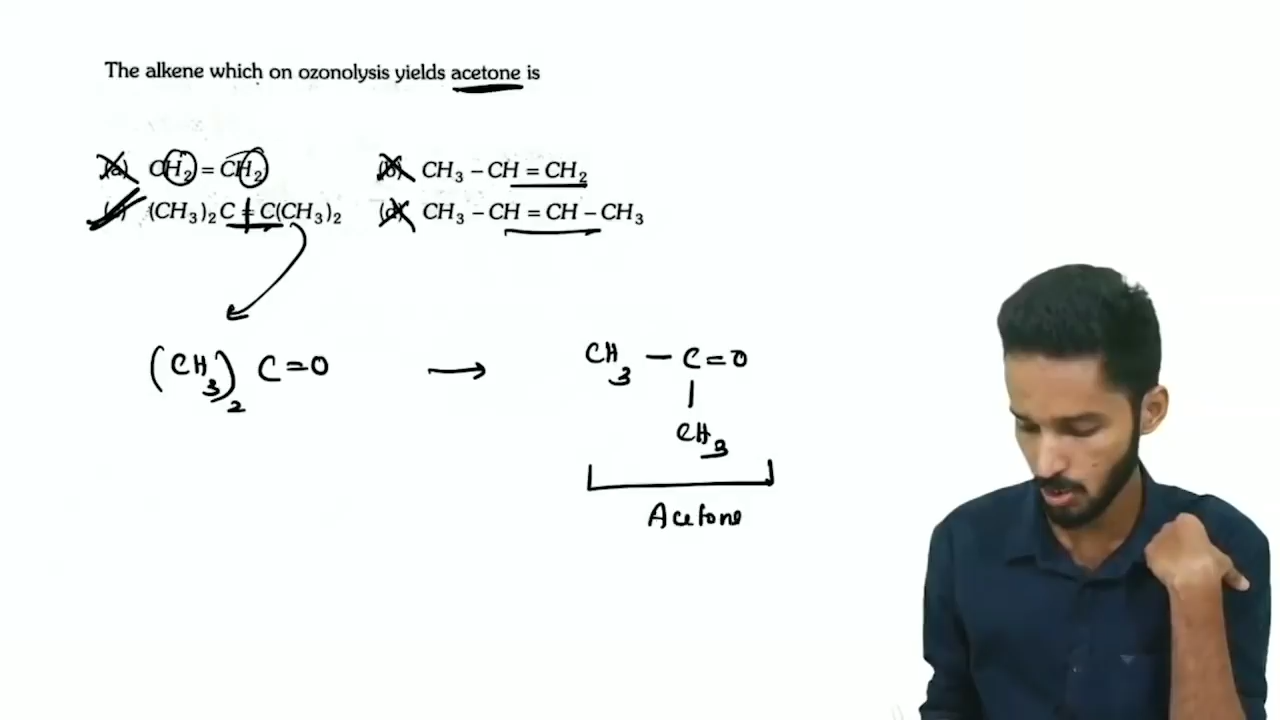 The alkene which on ozonolysis yields acetone is
(a) CH₂ = CH₂ (b) CH₃ – CH = CH₂
(c) (CH₃)₂C = C(CH₃)₂ (d) CH₃ – CH = CH – CH₃
(CH₃)₂ C=O → CH₃ – C=O
|
CH₃
Acetone